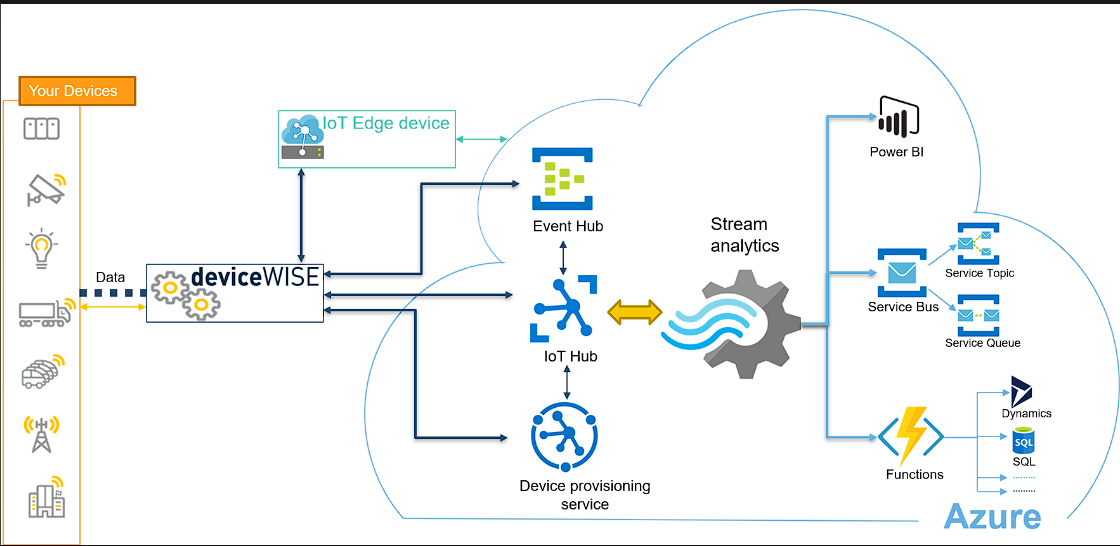 Your Devices
Data
deviceWISE
IoT Edge device
Event Hub
IoT Hub
Device provisioning
service
Stream
analytics
Power BI
Service Bus
Service Topic
Service Queue
Functions
Dynamics
SQL
SQL
Azure